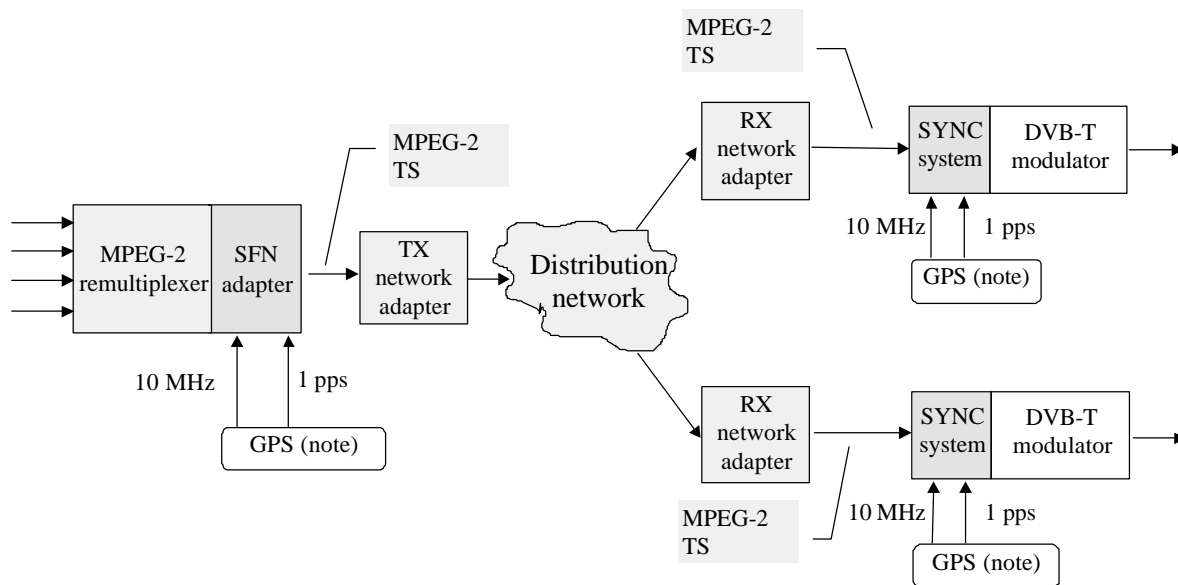 MPEG-2
TS
MPEG-2
TS
MPEG-2
remultiplexer
SFN
adapter
10 MHz
1 pps
GPS (note)
TX
network
adapter
Distribution
network
RX
network
adapter
SYNC
system
DVB-T
modulator
10 MHz
1 pps
GPS (note)
RX
network
adapter
MPEG-2
TS
SYNC
system
DVB-T
modulator
10 MHz
1 pps
GPS (note)